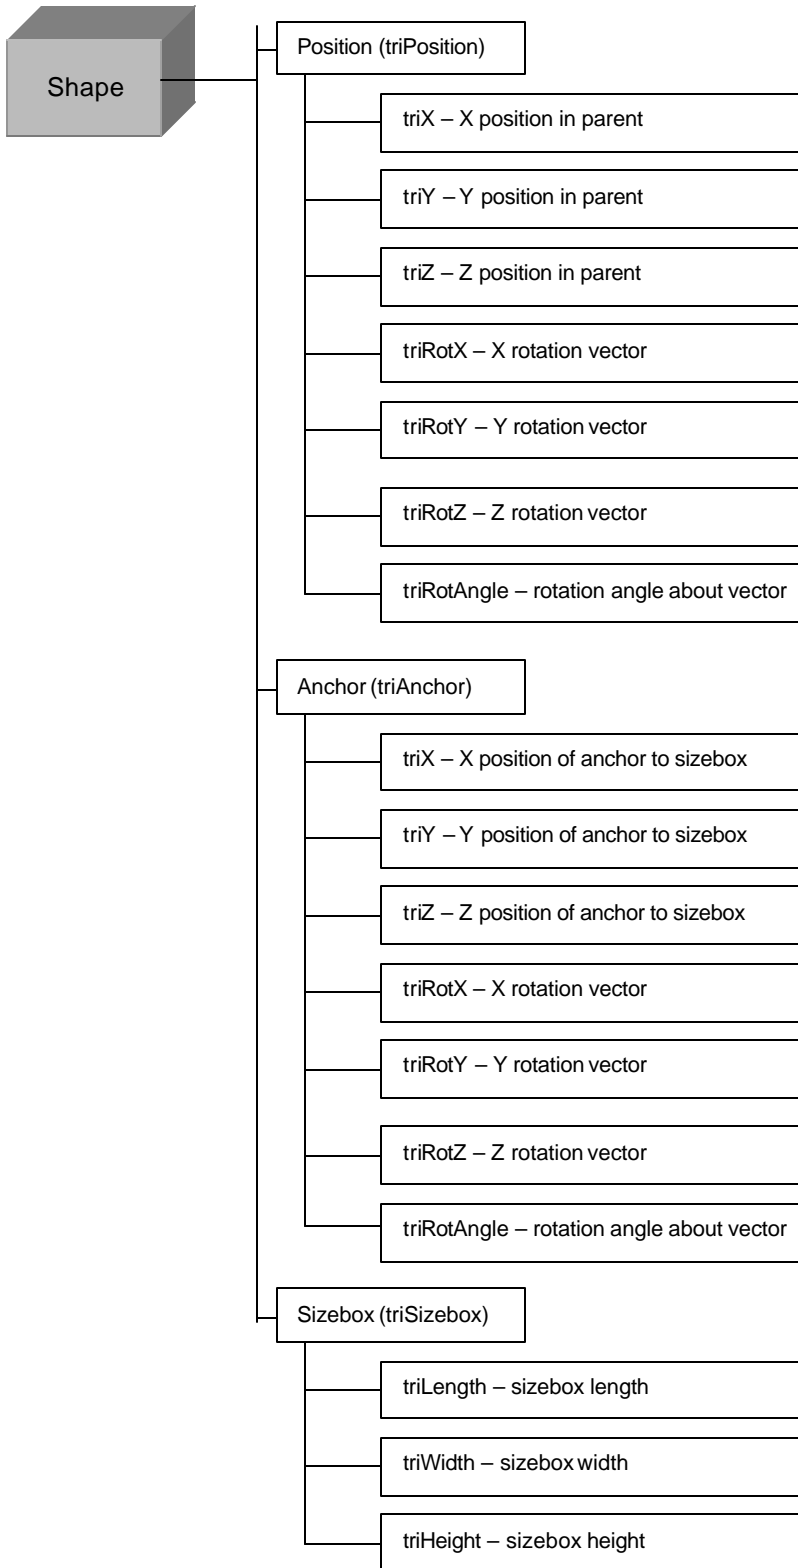 Shape
Position (triPosition)
triX – X position in parent
triY – Y position in parent
triZ – Z position in parent
triRotX – X rotation vector
triRotY – Y rotation vector
triRotZ – Z rotation vector
triRotAngle – rotation angle about vector
Anchor (triAnchor)
triX – X position of anchor to sizebox
triY – Y position of anchor to sizebox
triZ – Z position of anchor to sizebox
triRotX – X rotation vector
triRotY – Y rotation vector
triRotZ – Z rotation vector
triRotAngle – rotation angle about vector
Sizebox (triSizebox)
triLength – sizebox length
triWidth – sizebox width
triHeight – sizebox height